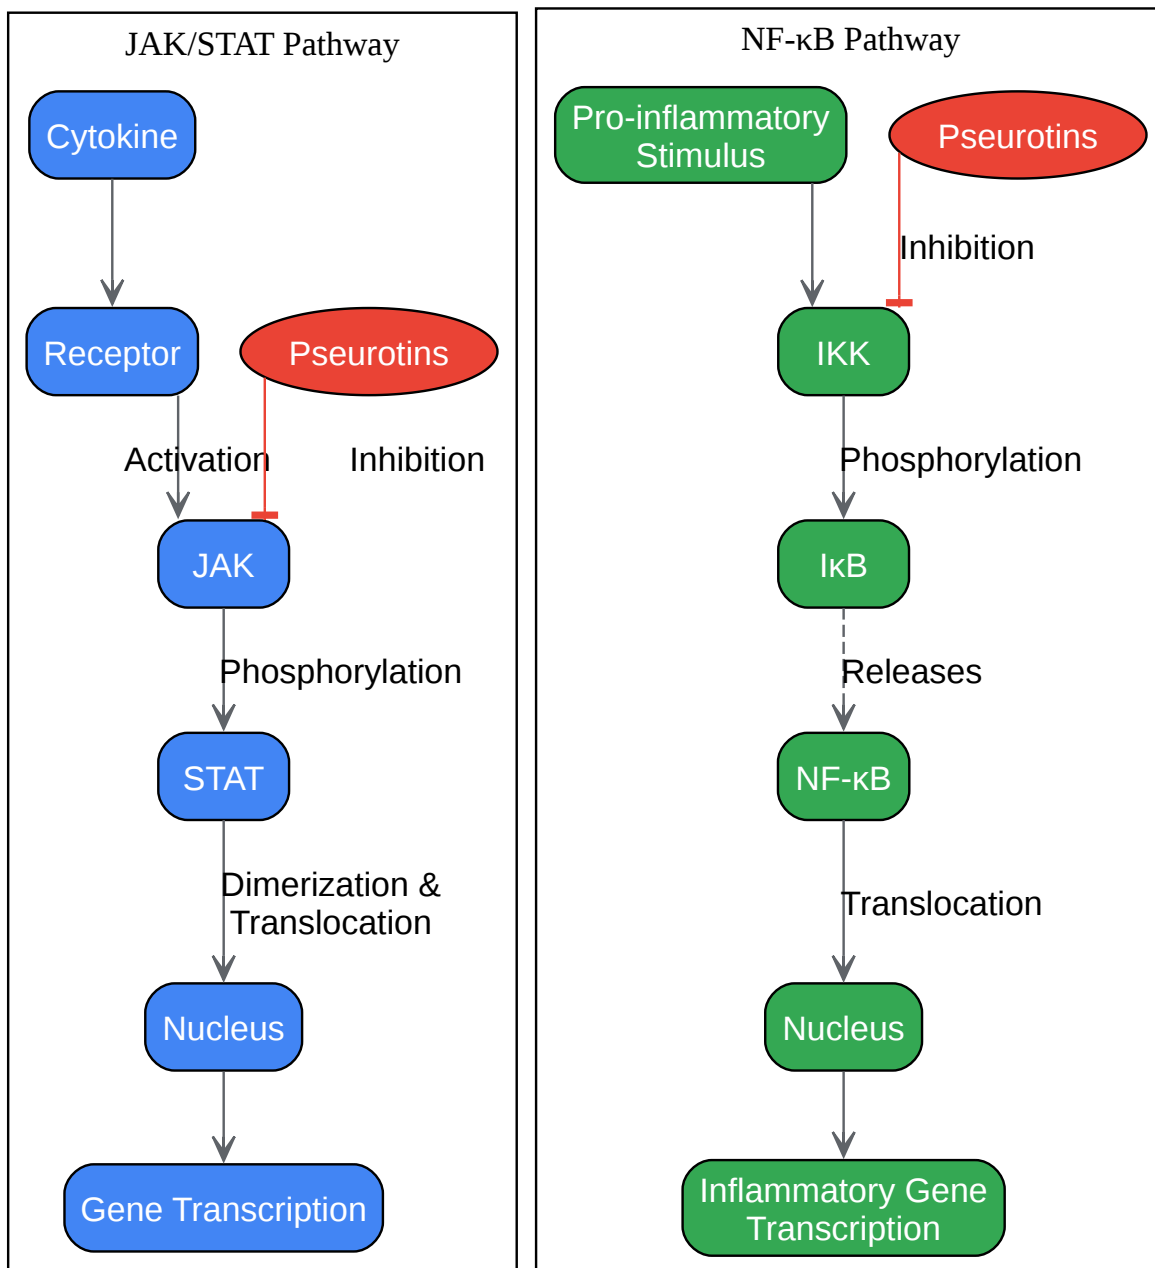 JAK/STAT Pathway
Cytokine
Receptor
Pseurotins
Activation
Inhibition
JAK
Phosphorylation
STAT
Dimerization &
Translocation
Nucleus
Gene Transcription
NF-κB Pathway
Pro-inflammatory
Stimulus
Pseurotins
Inhibition
IKK
Phosphorylation
IκB
Releases
NF-κB
Translocation
Nucleus
Inflammatory Gene
Transcription